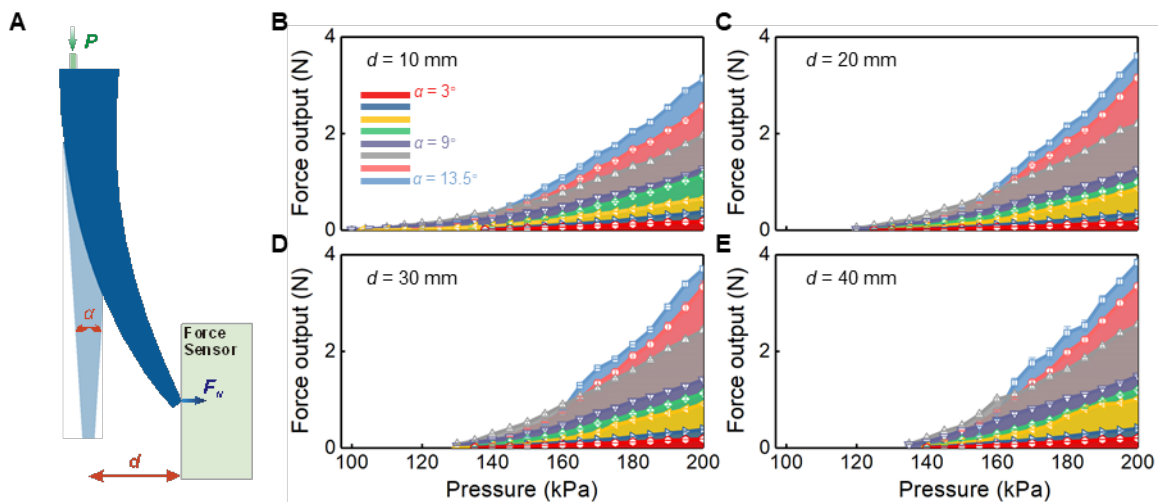 A
P
α
Force
Sensor
F_N
d
B
Force output (N)
4
2
0
d = 10 mm
α = 3°
α = 9°
α = 13.5°
C
Force output (N)
4
2
0
d = 20 mm
D
Force output (N)
4
2
0
d = 30 mm
100 120 140 160 180 200
Pressure (kPa)
E
Force output (N)
4
2
0
d = 40 mm
100 120 140 160 180 200
Pressure (kPa)